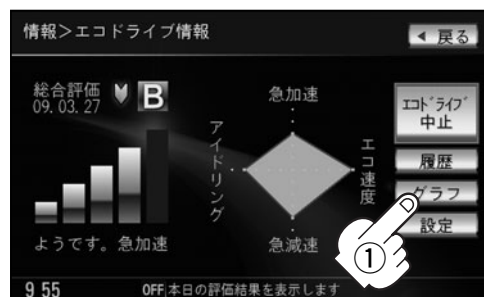 情報＞エコドライブ情報
◀ 戻る
総合評価
09. 03. 27
B
急加速
アイドリング
エコ速度
急減速
ｴｺﾄﾞﾗｲﾌﾞ
中止
履歴
グラフ
設定
ようです。急加速
①
9 55
OFF 本日の評価結果を表示します